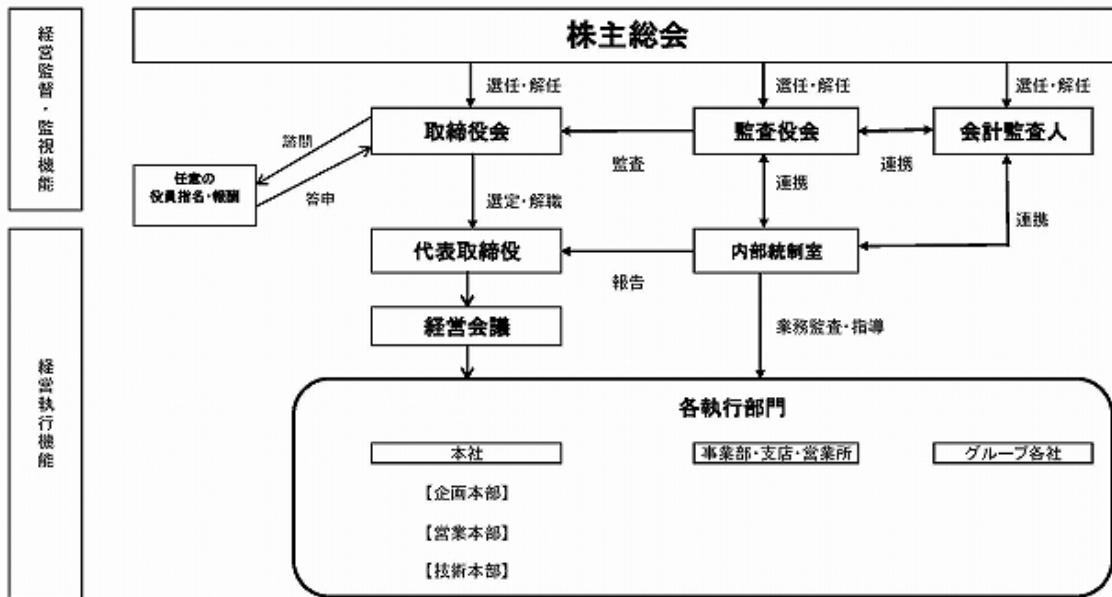 経営監督・監視機能
株主総会
選任・解任
選任・解任
選任・解任
取締役会
監査役会
会計監査人
諮問
監査
連携
任意の
役員指名・報酬
答申
連携
選定・解職
連携
代表取締役
内部統制室
報告
経営会議
業務監査・指導
経営執行機能
各執行部門
本社
事業部・支店・営業所
グループ各社
【企画本部】
【営業本部】
【技術本部】